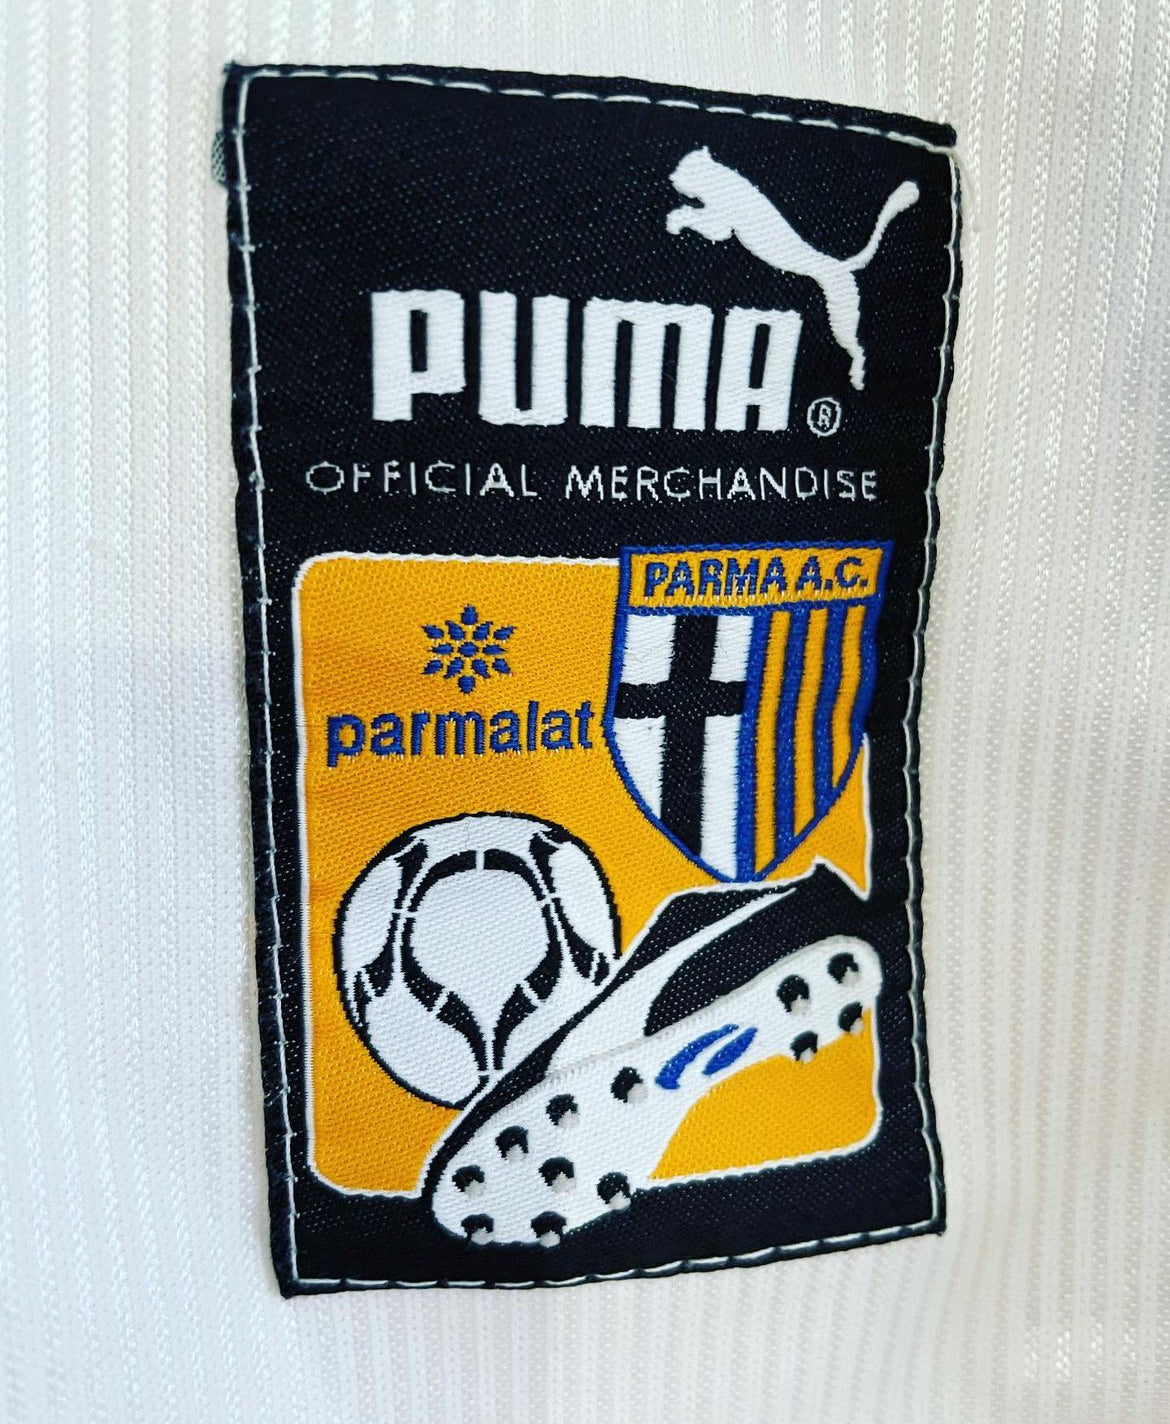 PUMA®
OFFICIAL MERCHANDISE
PARMA A.C.
parmalat